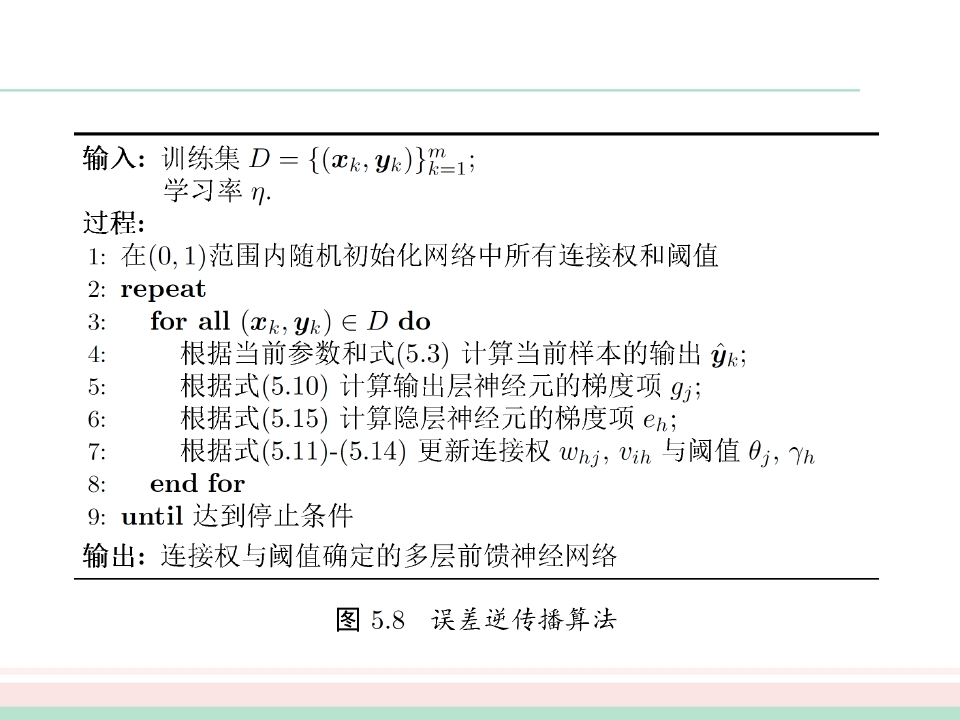 输入: 训练集 $D = \{(\boldsymbol{x}_k, \boldsymbol{y}_k)\}_{k=1}^{m}$;
学习率 $\eta$.
过程:
1: 在(0, 1)范围内随机初始化网络中所有连接权和阈值
2: repeat
3: for all $(\boldsymbol{x}_k, \boldsymbol{y}_k) \in D$ do
4: 根据当前参数和式(5.3) 计算当前样本的输出 $\hat{\boldsymbol{y}}_k$;
5: 根据式(5.10) 计算输出层神经元的梯度项 $g_j$;
6: 根据式(5.15) 计算隐层神经元的梯度项 $e_h$;
7: 根据式(5.11)-(5.14) 更新连接权 $w_{hj}$, $v_{ih}$ 与阈值 $\theta_j$, $\gamma_h$
8: end for
9: until 达到停止条件
输出: 连接权与阈值确定的多层前馈神经网络
图 5.8 误差逆传播算法